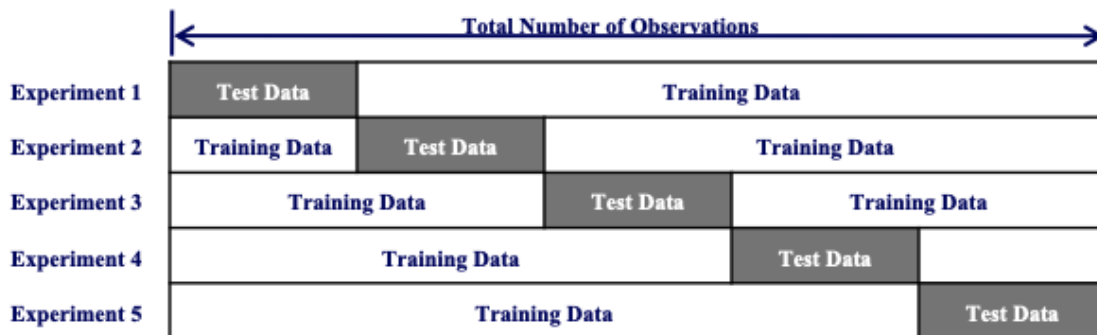 Total Number of Observations
Experiment 1 Test Data Training Data
Experiment 2 Training Data Test Data Training Data
Experiment 3 Training Data Test Data Training Data
Experiment 4 Training Data Test Data
Experiment 5 Training Data Test Data